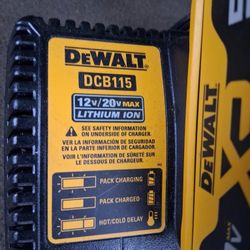 DEWALT
DCB115
12V/20V MAX
LITHIUM ION
SEE SAFETY INFORMATION
ON UNDERSIDE OF CHARGER.
VER LA INFORMACIÓN DE SEGURIDAD
EN LA PARTE INFERIOR DE CARGADOR.
VOIR L'INFORMATION DE SÛRETÉ SUR
LE DESSOUS DE CHARGEUR.
PACK CHARGING
PACK CHARGED
HOT/COLD DELAY
DEWALT